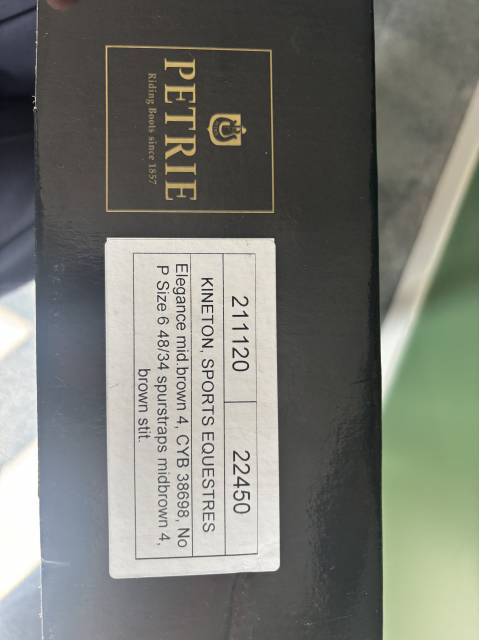 PETRIE
Riding Boots since 1857
211120 22450
KINETON, SPORTS EQUESTRES
Elegance mid.brown 4, CYB 38698, No
P Size 6 48/34 spurstraps midbrown 4,
brown stit.